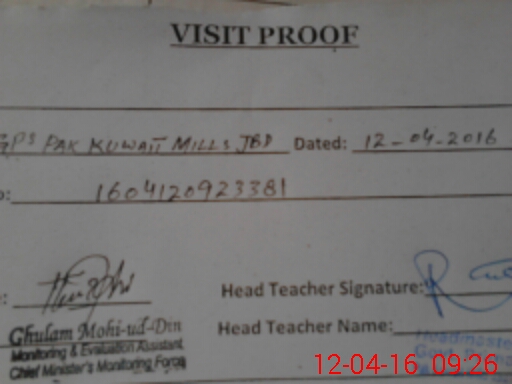 VISIT PROOF
GPS PAK KUWAIT MILLS JBD Dated: 12-04-2016
1604120923381
Head Teacher Signature:
Ghulam Mohi-ud-Din
Head Teacher Name:
Monitoring & Evaluation Assistant
Chief Minister's Monitoring Force
Headmaster
12-04-16 09:26